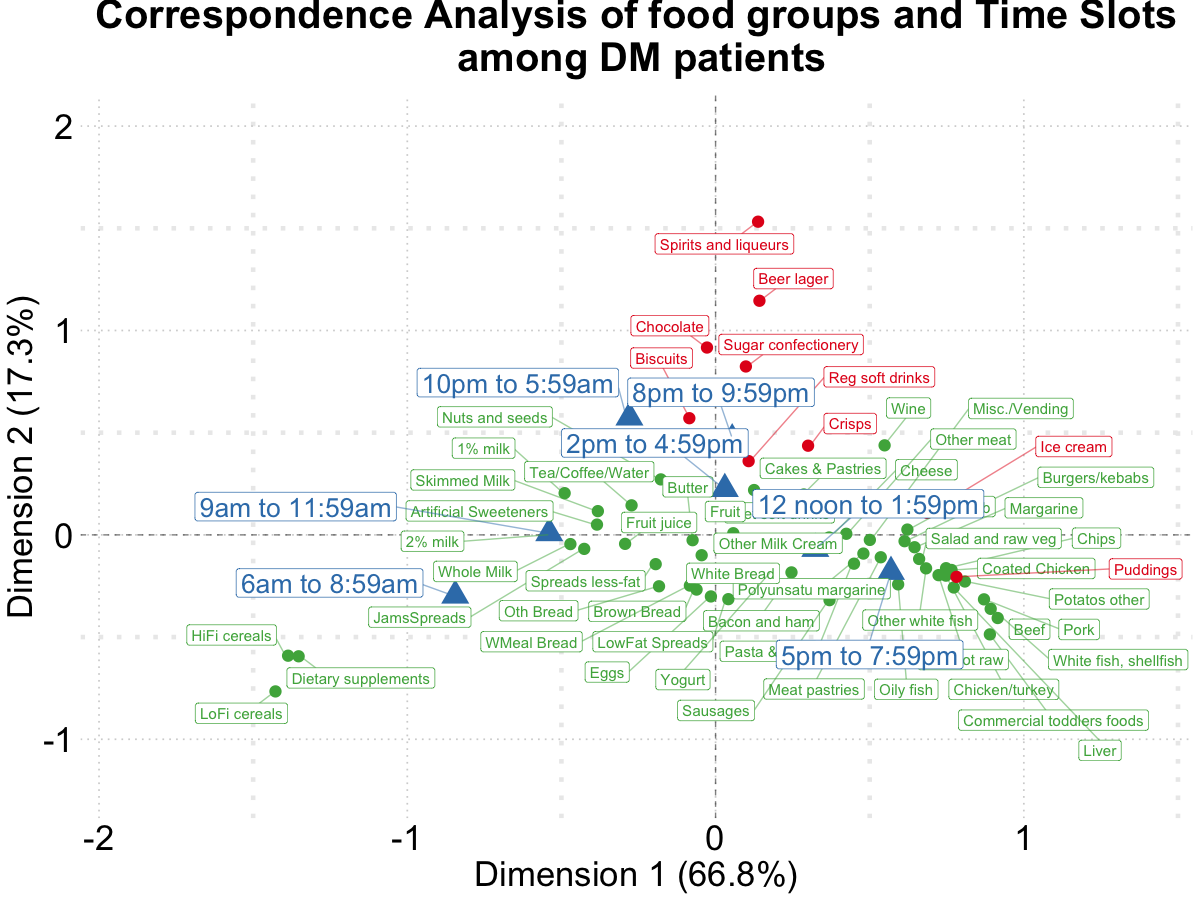 Correspondence Analysis of food groups and Time Slots
among DM patients
Dimension 2 (17.3%)
2
1
0
-1
Spirits and liqueurs
Beer lager
Chocolate
Sugar confectionery
Biscuits
Reg soft drinks
10pm to 5:59am
8pm to 9:59pm
Nuts and seeds
Wine
Misc./Vending
Crisps
2pm to 4:59pm
Other meat
1% milk
Ice cream
Tea/Coffee/Water
Cakes & Pastries
Cheese
Skimmed Milk
Butter
Burgers/kebabs
9am to 11:59am
12 noon to 1:59pm
Margarine
Artificial Sweeteners
Fruit
Fruit juice
2% milk
Other Milk Cream
Salad and raw veg
Chips
Whole Milk
White Bread
Coated Chicken
Puddings
6am to 8:59am
Spreads less-fat
Polyunsatu margarine
Potatos other
JamsSpreads
Oth Bread
Brown Bread
Bacon and ham
Other white fish
HiFi cereals
WMeal Bread
LowFat Spreads
Beef
Pork
Pasta &
5pm to 7:59pm
ot raw
White fish, shellfish
Dietary supplements
Eggs
Yogurt
Meat pastries
Oily fish
Chicken/turkey
LoFi cereals
Sausages
Commercial toddlers foods
Liver
-2
-1
0
1
Dimension 1 (66.8%)